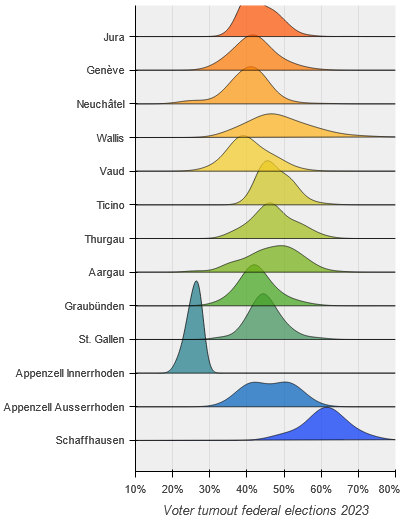 Jura
Genève
Neuchâtel
Wallis
Vaud
Ticino
Thurgau
Aargau
Graubünden
St. Gallen
Appenzell Innerrhoden
Appenzell Ausserrhoden
Schaffhausen
10% 20% 30% 40% 50% 60% 70% 80%
Voter turnout federal elections 2023